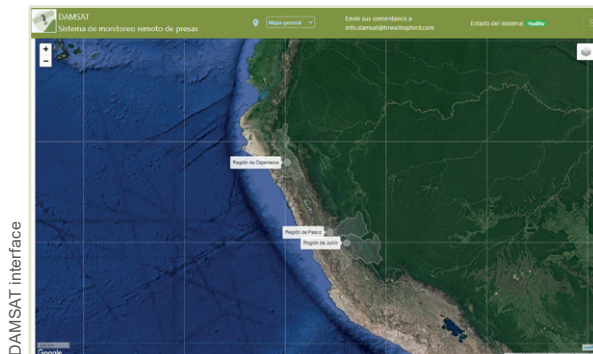 DAMSAT
Sistema de monitoreo remoto de presas
Mapa general
Envíe sus comentarios a
info.damsat@hrwallingford.com
Estado del sistema: Healthy
+
−
Región de Cajamarca
Región de Pasco
Región de Junín
Google
DAMSAT interface